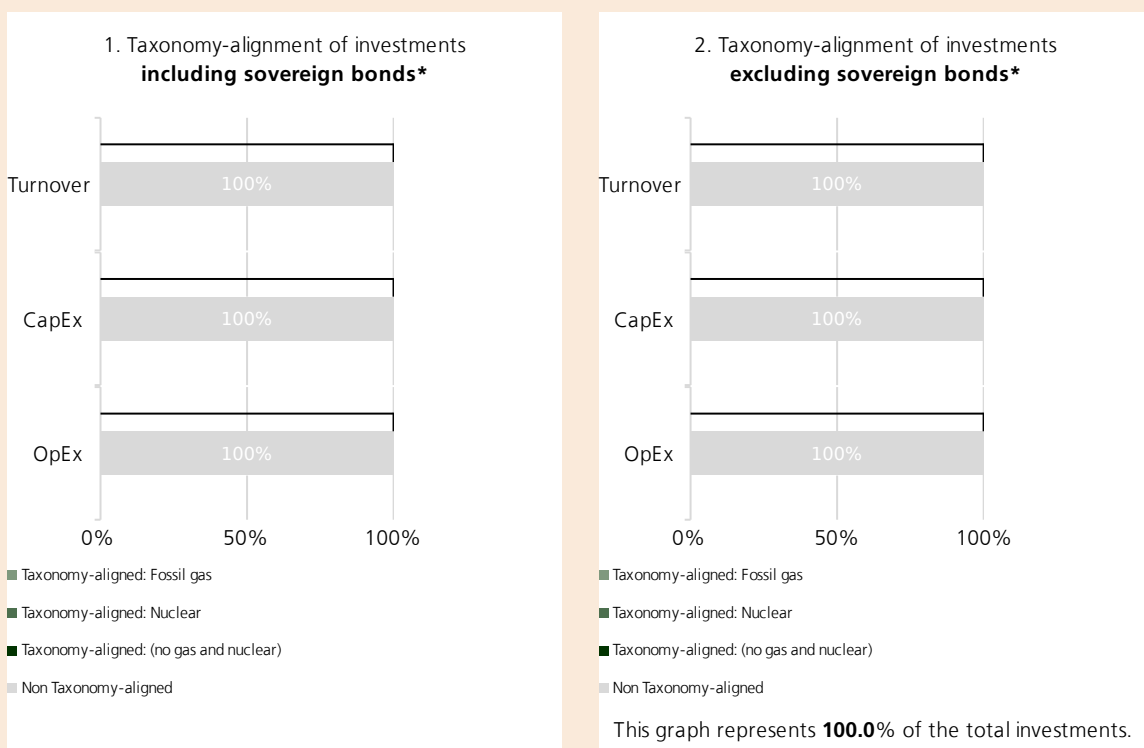 1. Taxonomy-alignment of investments
including sovereign bonds*
Turnover
100%
CapEx
100%
OpEx
100%
0% 50% 100%
Taxonomy-aligned: Fossil gas
Taxonomy-aligned: Nuclear
Taxonomy-aligned: (no gas and nuclear)
Non Taxonomy-aligned
2. Taxonomy-alignment of investments
excluding sovereign bonds*
Turnover
100%
CapEx
100%
OpEx
100%
0% 50% 100%
Taxonomy-aligned: Fossil gas
Taxonomy-aligned: Nuclear
Taxonomy-aligned: (no gas and nuclear)
Non Taxonomy-aligned
This graph represents 100.0% of the total investments.